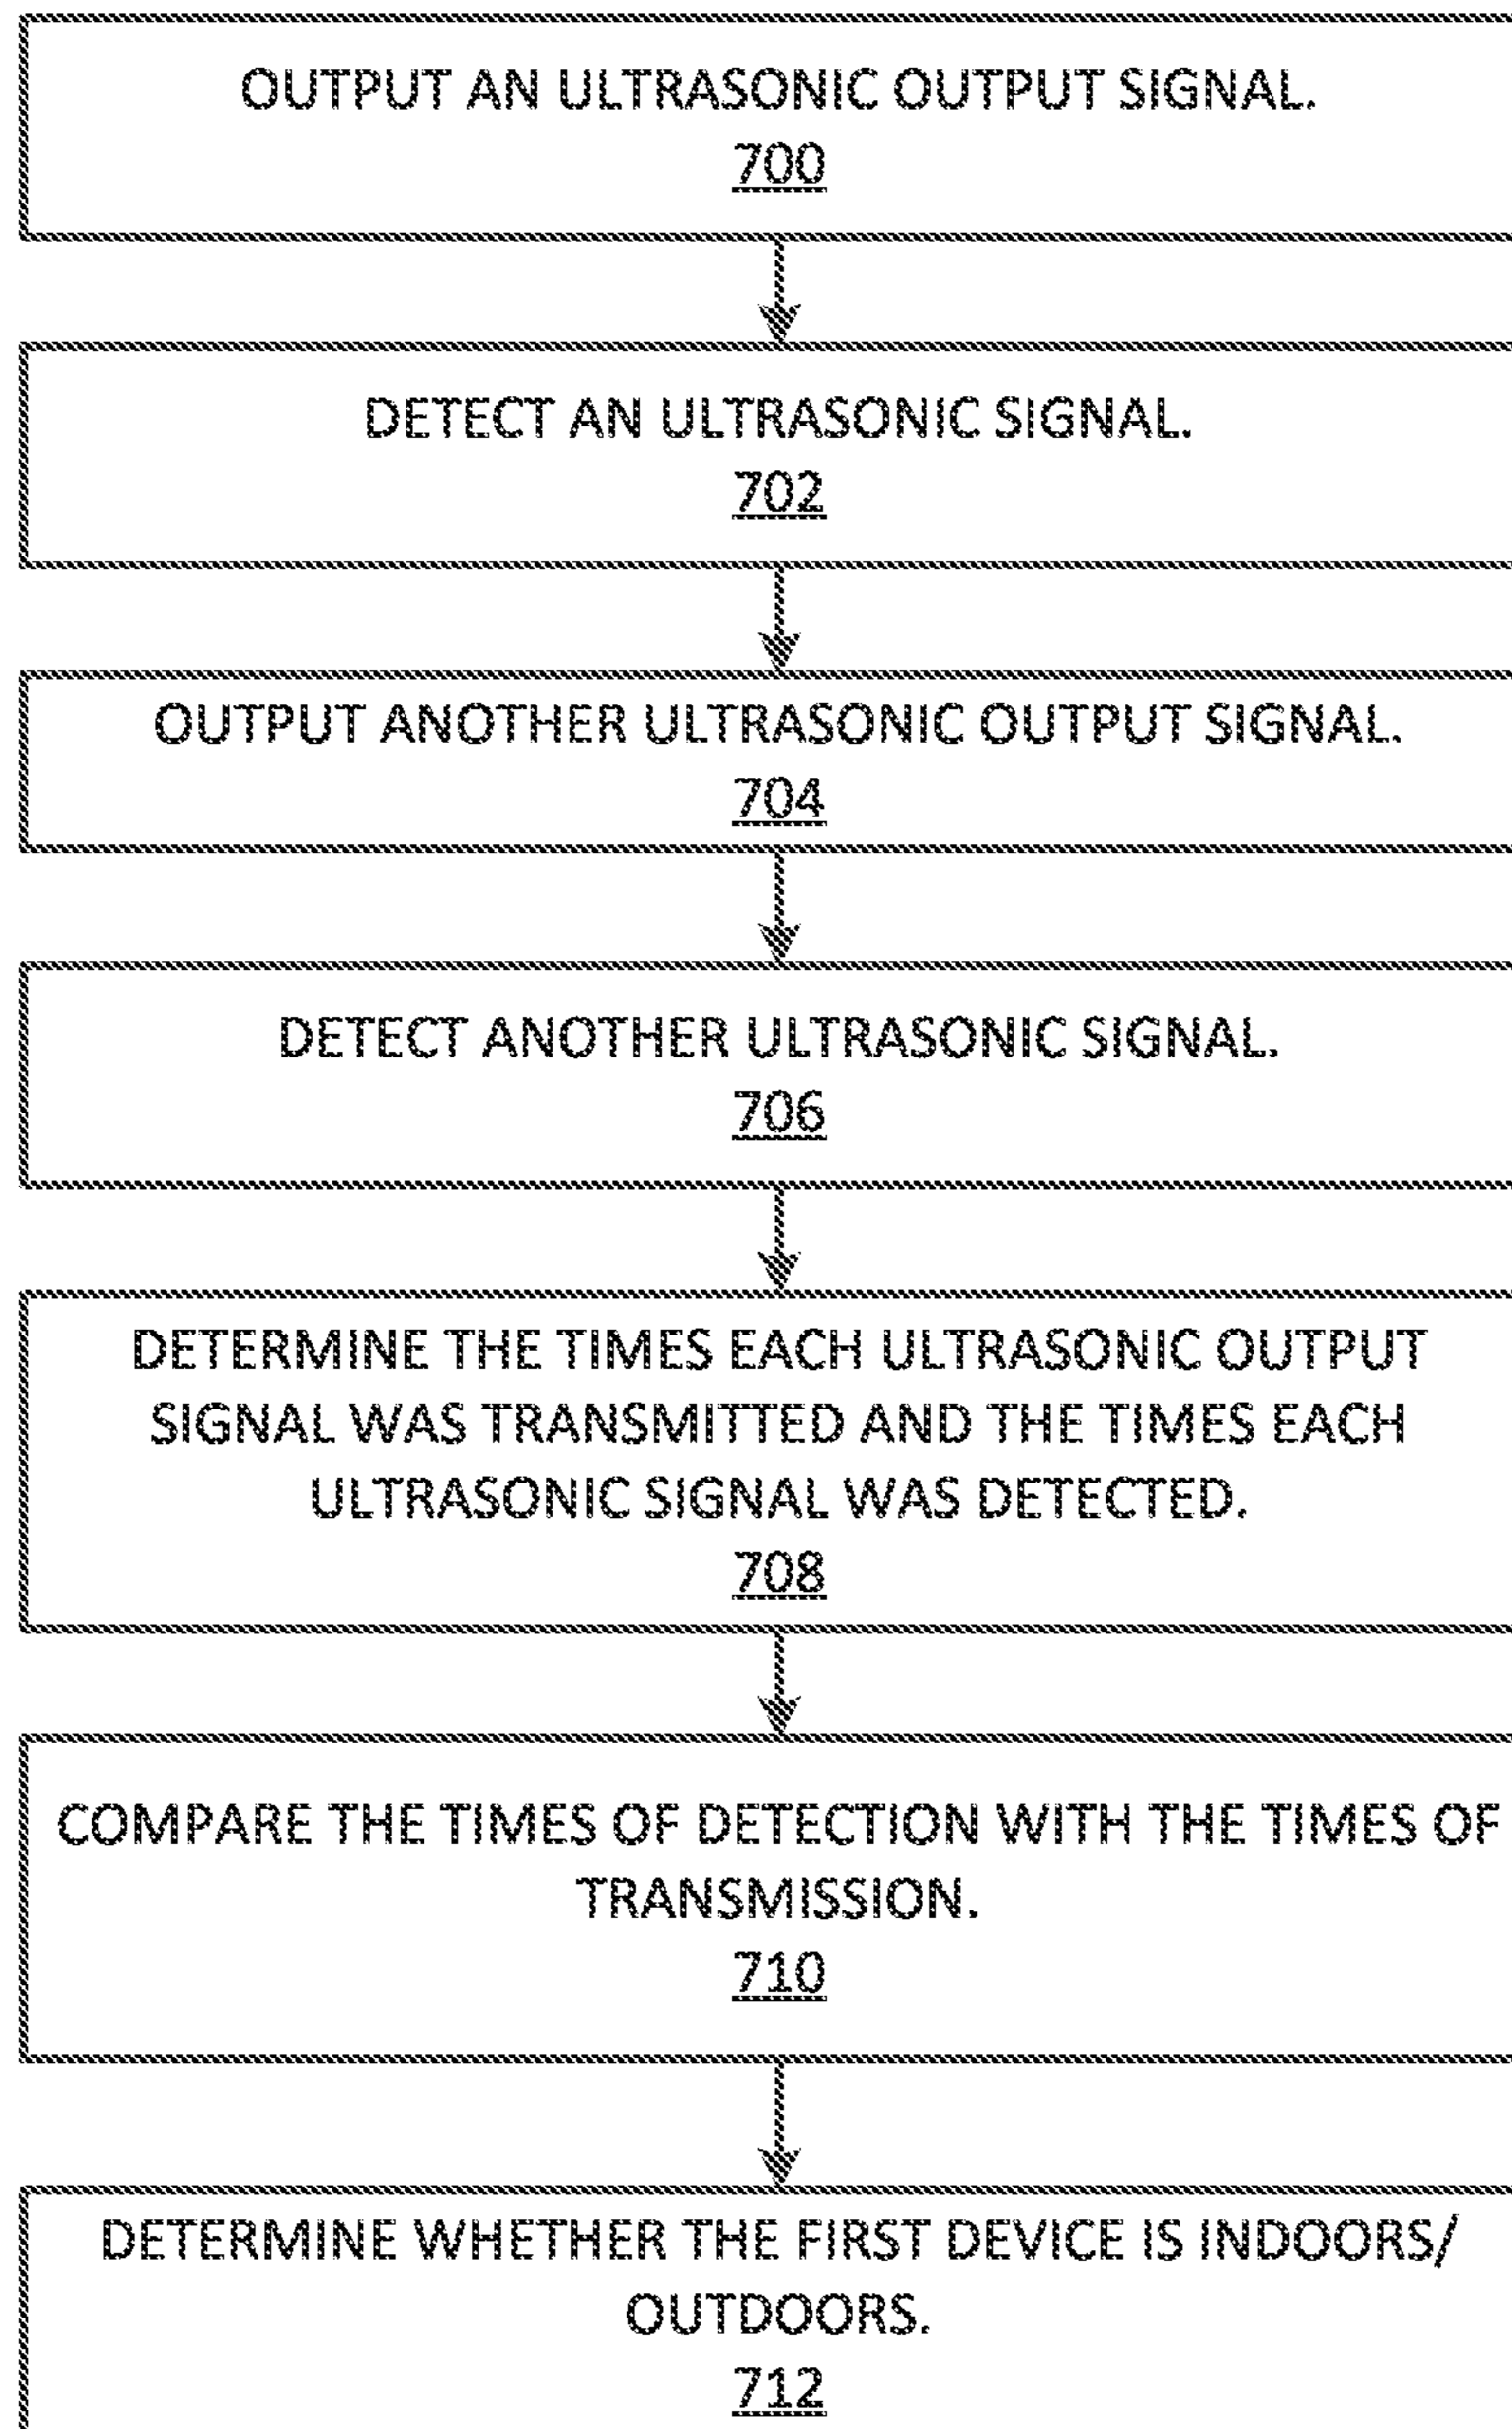 OUTPUT AN ULTRASONIC OUTPUT SIGNAL.
700
DETECT AN ULTRASONIC SIGNAL.
702
OUTPUT ANOTHER ULTRASONIC OUTPUT SIGNAL.
704
DETECT ANOTHER ULTRASONIC SIGNAL.
706
DETERMINE THE TIMES EACH ULTRASONIC OUTPUT
SIGNAL WAS TRANSMITTED AND THE TIMES EACH
ULTRASONIC SIGNAL WAS DETECTED.
708
COMPARE THE TIMES OF DETECTION WITH THE TIMES OF
TRANSMISSION.
710
DETERMINE WHETHER THE FIRST DEVICE IS INDOORS/
OUTDOORS.
712